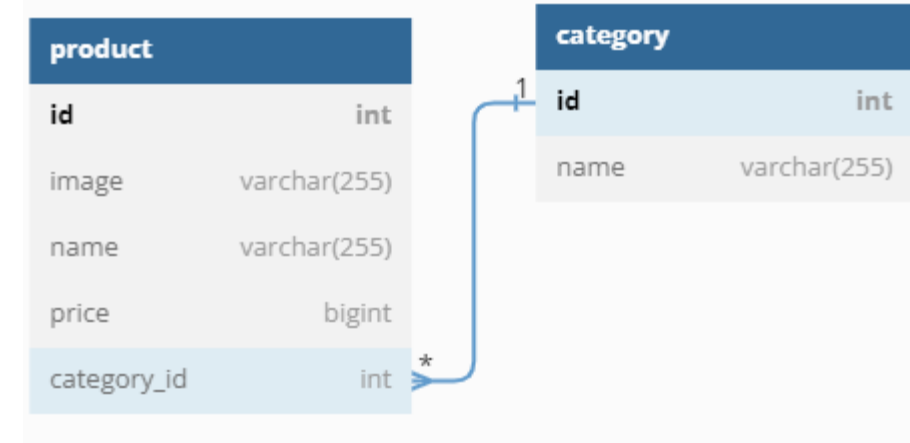 product
id int
image varchar(255)
name varchar(255)
price bigint
category_id int
*
1
category
id int
name varchar(255)